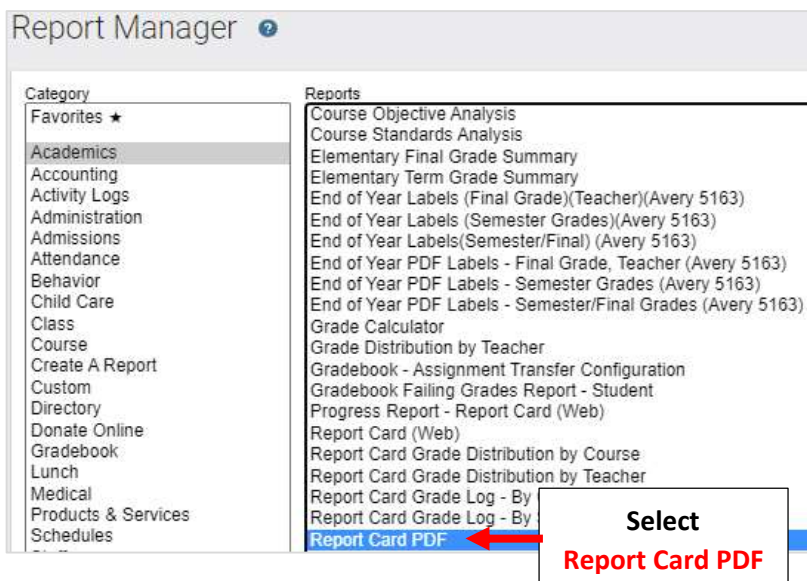 Report Manager ?
Category
Favorites ★
Academics
Accounting
Activity Logs
Administration
Admissions
Attendance
Behavior
Child Care
Class
Course
Create A Report
Custom
Directory
Donate Online
Gradebook
Lunch
Medical
Products & Services
Schedules
Reports
Course Objective Analysis
Course Standards Analysis
Elementary Final Grade Summary
Elementary Term Grade Summary
End of Year Labels (Final Grade)(Teacher)(Avery 5163)
End of Year Labels (Semester Grades)(Avery 5163)
End of Year Labels(Semester/Final) (Avery 5163)
End of Year PDF Labels - Final Grade, Teacher (Avery 5163)
End of Year PDF Labels - Semester Grades (Avery 5163)
End of Year PDF Labels - Semester/Final Grades (Avery 5163)
Grade Calculator
Grade Distribution by Teacher
Gradebook - Assignment Transfer Configuration
Gradebook Failing Grades Report - Student
Progress Report - Report Card (Web)
Report Card (Web)
Report Card Grade Distribution by Course
Report Card Grade Distribution by Teacher
Report Card Grade Log - By
Report Card Grade Log - By
Report Card PDF
Select
Report Card PDF